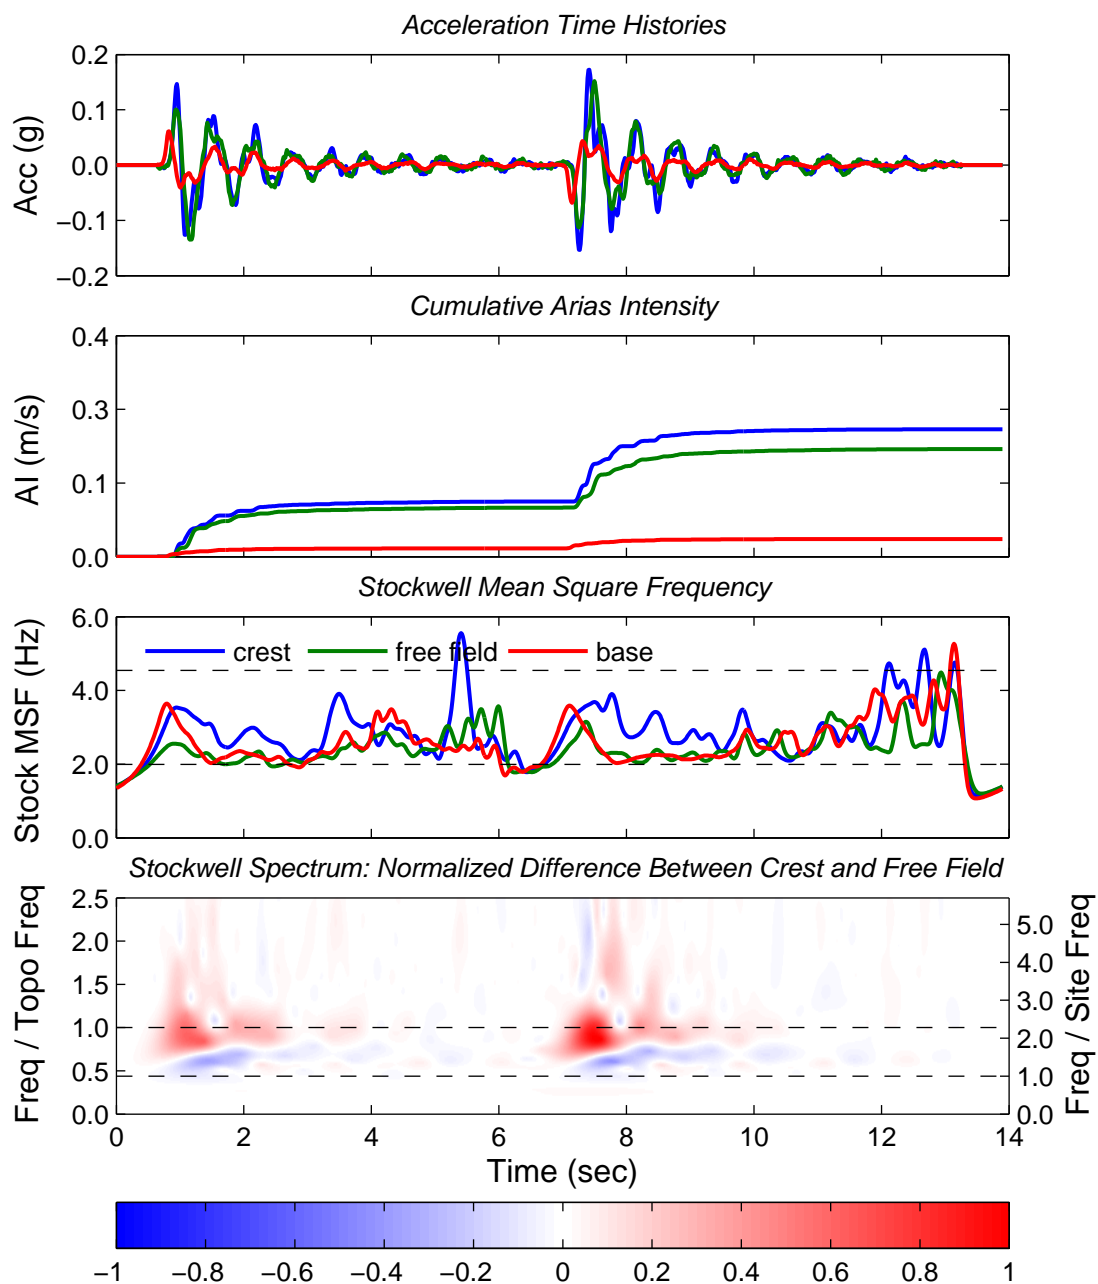 Acceleration Time Histories
0.2
0.1
0.0
−0.1
−0.2
Acc (g)
Cumulative Arias Intensity
0.4
0.3
0.1
0.0
AI (m/s)
Stockwell Mean Square Frequency
6.0
4.0
2.0
0.0
Stock MSF (Hz)
crest free field base
Stockwell Spectrum: Normalized Difference Between Crest and Free Field
2.5
2.0
1.5
1.0
0.5
0.0
Freq / Topo Freq
5.0
4.0
3.0
2.0
1.0
0.0
Freq / Site Freq
0 2 4 6 8 10 12 14
Time (sec)
−1 −0.8 −0.6 −0.4 −0.2 0 0.2 0.4 0.6 0.8 1